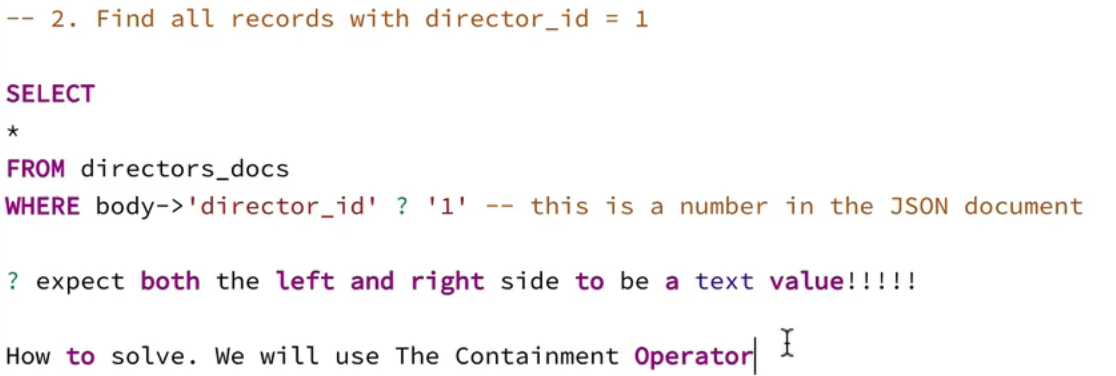 -- 2. Find all records with director_id = 1
SELECT
*
FROM directors_docs
WHERE body->'director_id' ? '1' -- this is a number in the JSON document
? expect both the left and right side to be a text value!!!!!
How to solve. We will use The Containment Operator